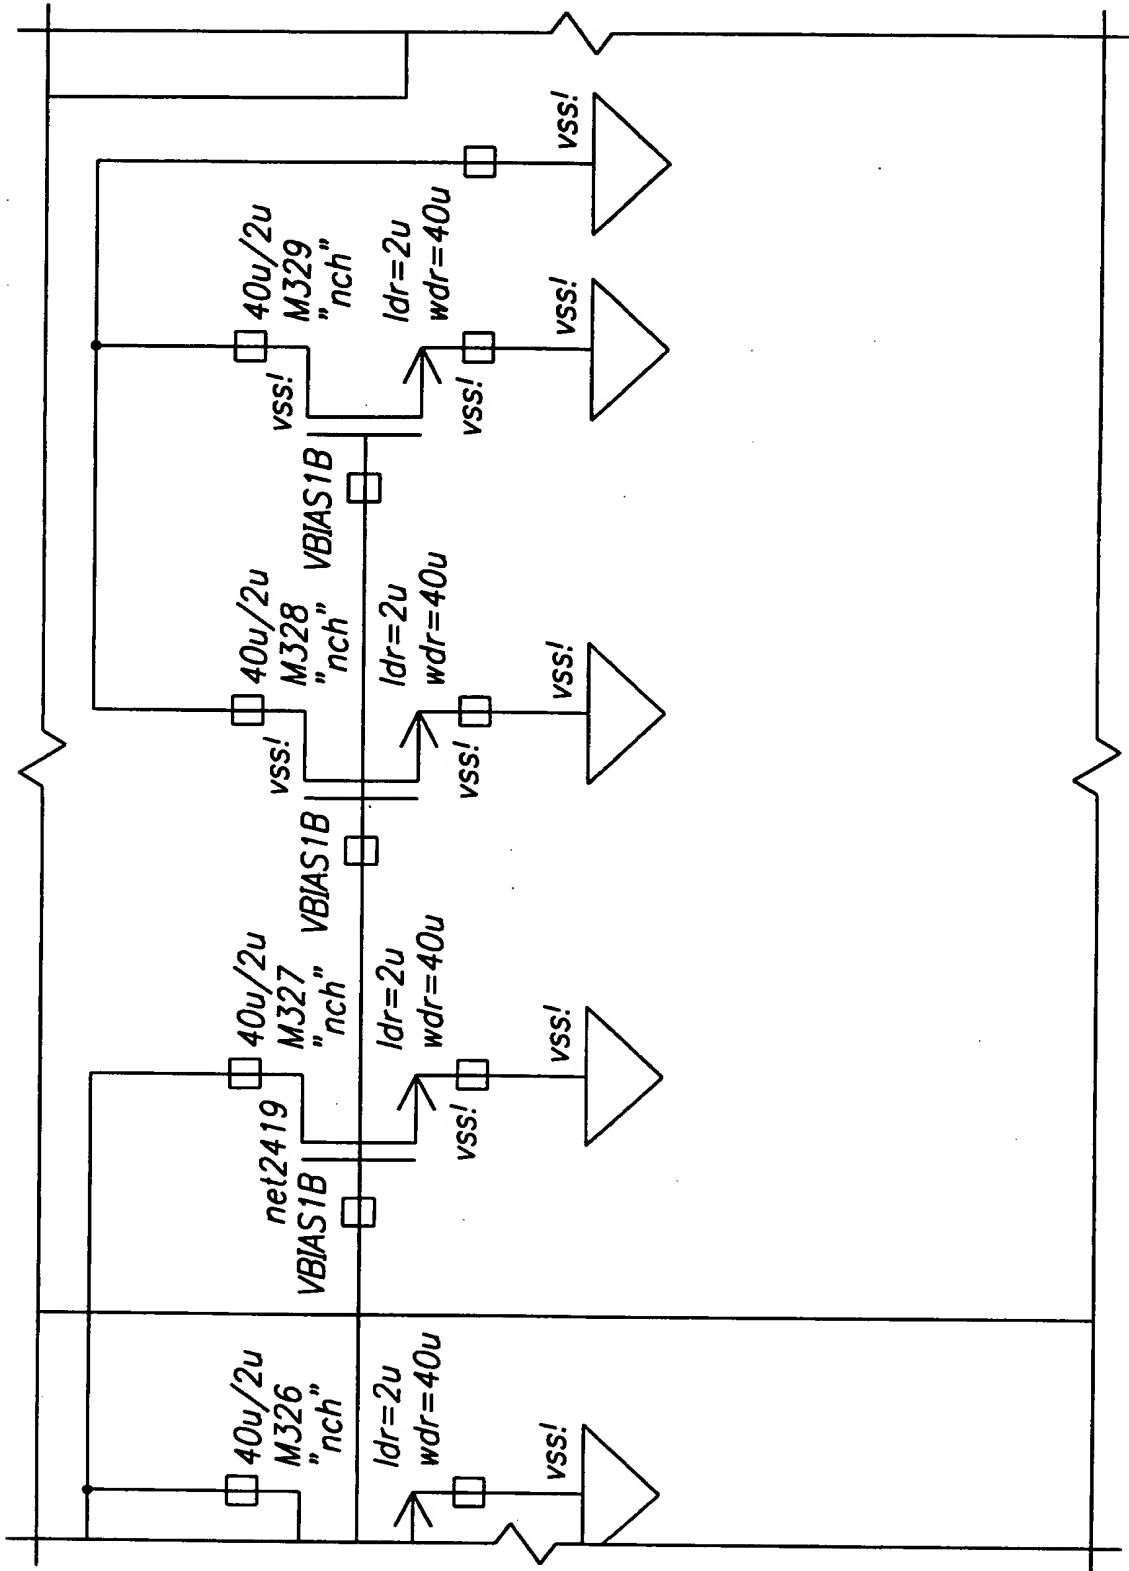 40u/2u
M326
"nch"
ldr=2u
wdr=40u
vss!
40u/2u
M327
"nch"
net2419
VBIAS1B
ldr=2u
wdr=40u
vss!
vss!
40u/2u
M328
"nch"
vss!
VBIAS1B
ldr=2u
wdr=40u
vss!
vss!
40u/2u
M329
"nch"
vss!
VBIAS1B
ldr=2u
wdr=40u
vss!
vss!
vss!